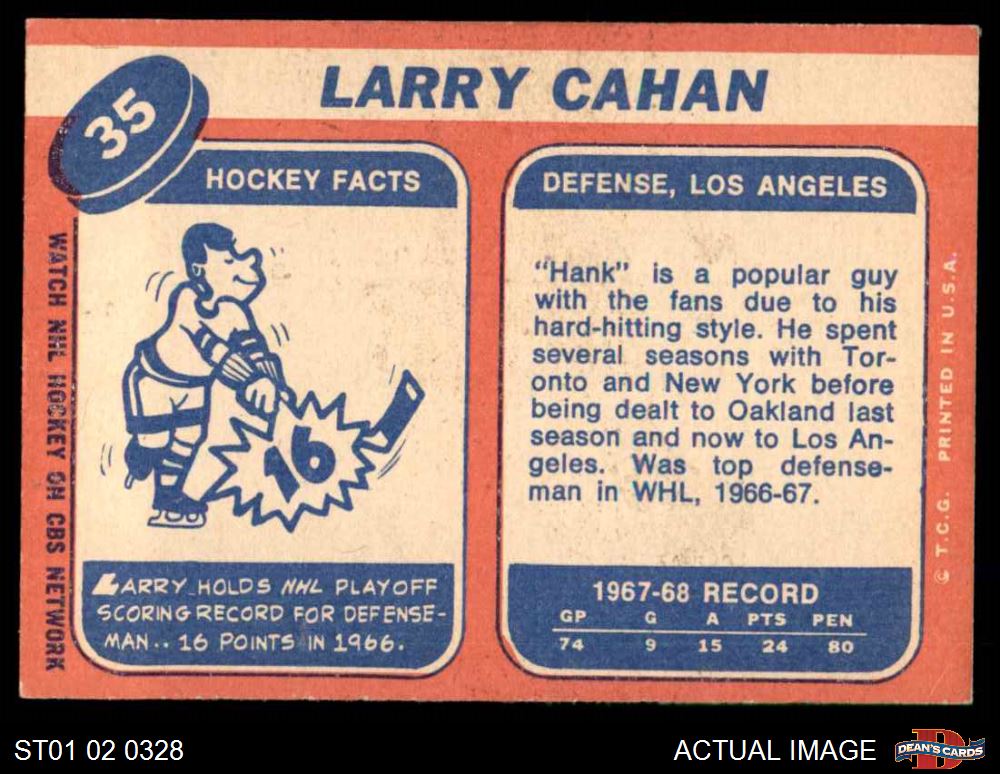 35
LARRY CAHAN
HOCKEY FACTS
16
LARRY HOLDS NHL PLAYOFF
SCORING RECORD FOR DEFENSE-
MAN.. 16 POINTS IN 1966.
WATCH NHL HOCKEY ON CBS NETWORK
DEFENSE, LOS ANGELES
"Hank" is a popular guy
with the fans due to his
hard-hitting style. He spent
several seasons with Tor-
onto and New York before
being dealt to Oakland last
season and now to Los An-
geles. Was top defense-
man in WHL, 1966-67.
1967-68 RECORD
GP G A PTS PEN
74 9 15 24 80
© T.C.G. PRINTED IN U.S.A.
ST01 02 0328
ACTUAL IMAGE
D
DEAN'S CARDS